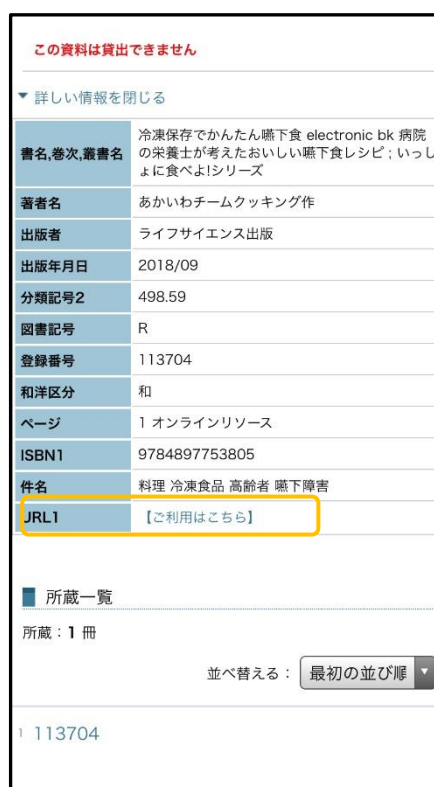 この資料は貸出できません
▼ 詳しい情報を閉じる
書名,巻次,叢書名 冷凍保存でかんたん嚥下食 electronic bk 病院
の栄養士が考えたおいしい嚥下食レシピ ; いっし
ょに食べよ!シリーズ
著者名 あかいわチームクッキング作
出版者 ライフサイエンス出版
出版年月日 2018/09
分類記号2 498.59
図書記号 R
登録番号 113704
和洋区分 和
ページ 1 オンラインリソース
ISBN1 9784897753805
件名 料理 冷凍食品 高齢者 嚥下障害
URL1 【ご利用はこちら】
所蔵一覧
所蔵：1 冊
並べ替える： 最初の並び順 ▼
1 113704